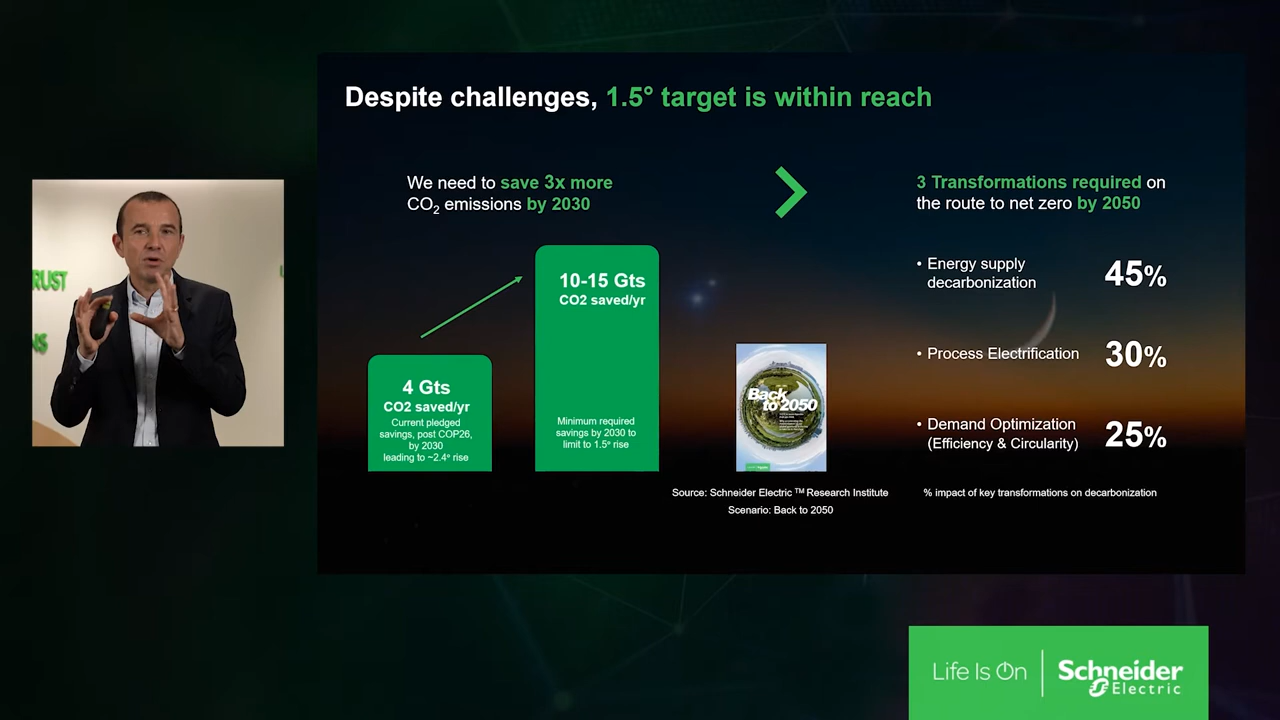 Despite challenges, 1.5° target is within reach
We need to save 3x more
CO₂ emissions by 2030
3 Transformations required on
the route to net zero by 2050
RUST
NS
4 Gts
CO2 saved/yr
Current pledged
savings, post COP26,
by 2030
leading to ~2.4° rise
10-15 Gts
CO2 saved/yr
Minimum required
savings by 2030 to
limit to 1.5° rise
Back
to 2050
Source: Schneider Electric ™ Research Institute
Scenario: Back to 2050
• Energy supply
decarbonization
45%
• Process Electrification
30%
• Demand Optimization
(Efficiency & Circularity)
25%
% impact of key transformations on decarbonization
Life Is On
Schneider
Electric